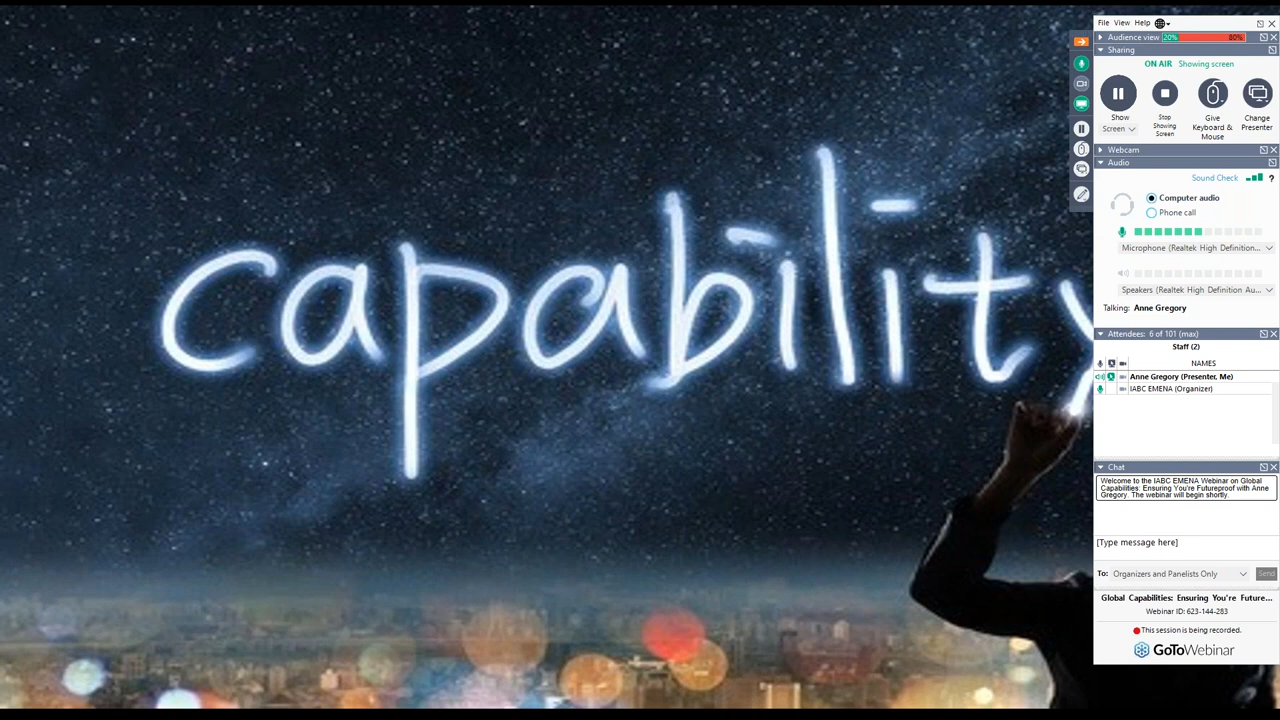 capability
File View Help
Audience view 20% 80%
Sharing
ON AIR Showing screen
Show
Screen
Stop
Showing
Screen
Give
Keyboard &
Mouse
Change
Presenter
Webcam
Audio
Sound Check ?
Computer audio
Phone call
Microphone (Realtek High Definition...
Speakers (Realtek High Definition Au...
Talking: Anne Gregory
Attendees: 6 of 101 (max)
Staff (2)
NAMES
Anne Gregory (Presenter, Me)
IABC EMENA (Organizer)
Chat
Welcome to the IABC EMENA Webinar on Global
Capabilities: Ensuring You're Futureproof with Anne
Gregory. The webinar will begin shortly.
[Type message here]
To: Organizers and Panelists Only
Send
Global Capabilities: Ensuring You're Future...
Webinar ID: 623-144-283
This session is being recorded.
GoToWebinar